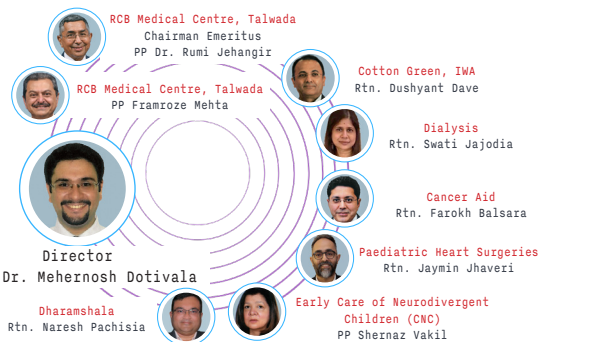 RCB Medical Centre, Talwada
Chairman Emeritus
PP Dr. Rumi Jehangir
RCB Medical Centre, Talwada
PP Framroze Mehta
Cotton Green, IWA
Rtn. Dushyant Dave
Dialysis
Rtn. Swati Jajodia
Cancer Aid
Rtn. Farokh Balsara
Director
Dr. Mehernosh Dotivala
Paediatric Heart Surgeries
Rtn. Jaymin Jhaveri
Dharamshala
Rtn. Naresh Pachisia
Early Care of Neurodivergent
Children (CNC)
PP Shernaz Vakil